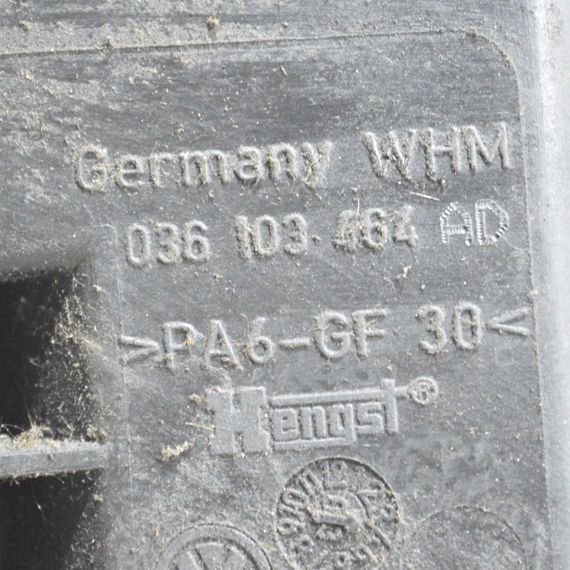 Germany WHM
036 103 464 AD
>PA6-GF 30<
Hengst®